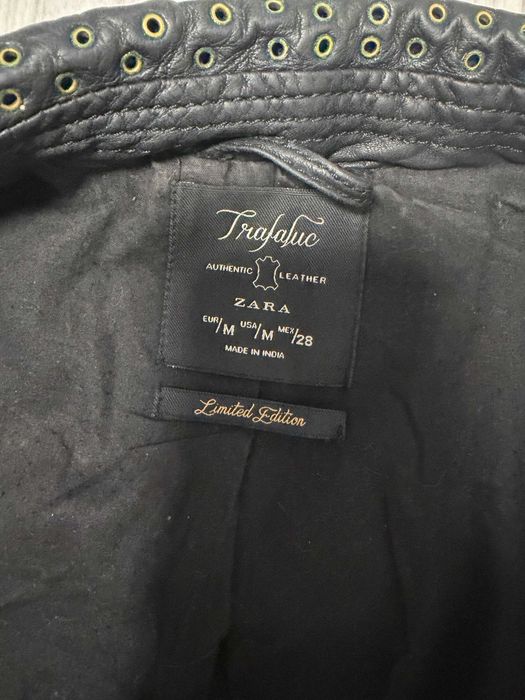 Trafaluc
AUTHENTIC LEATHER
ZARA
EUR/M USA/M MEX/28
MADE IN INDIA
Limited Edition